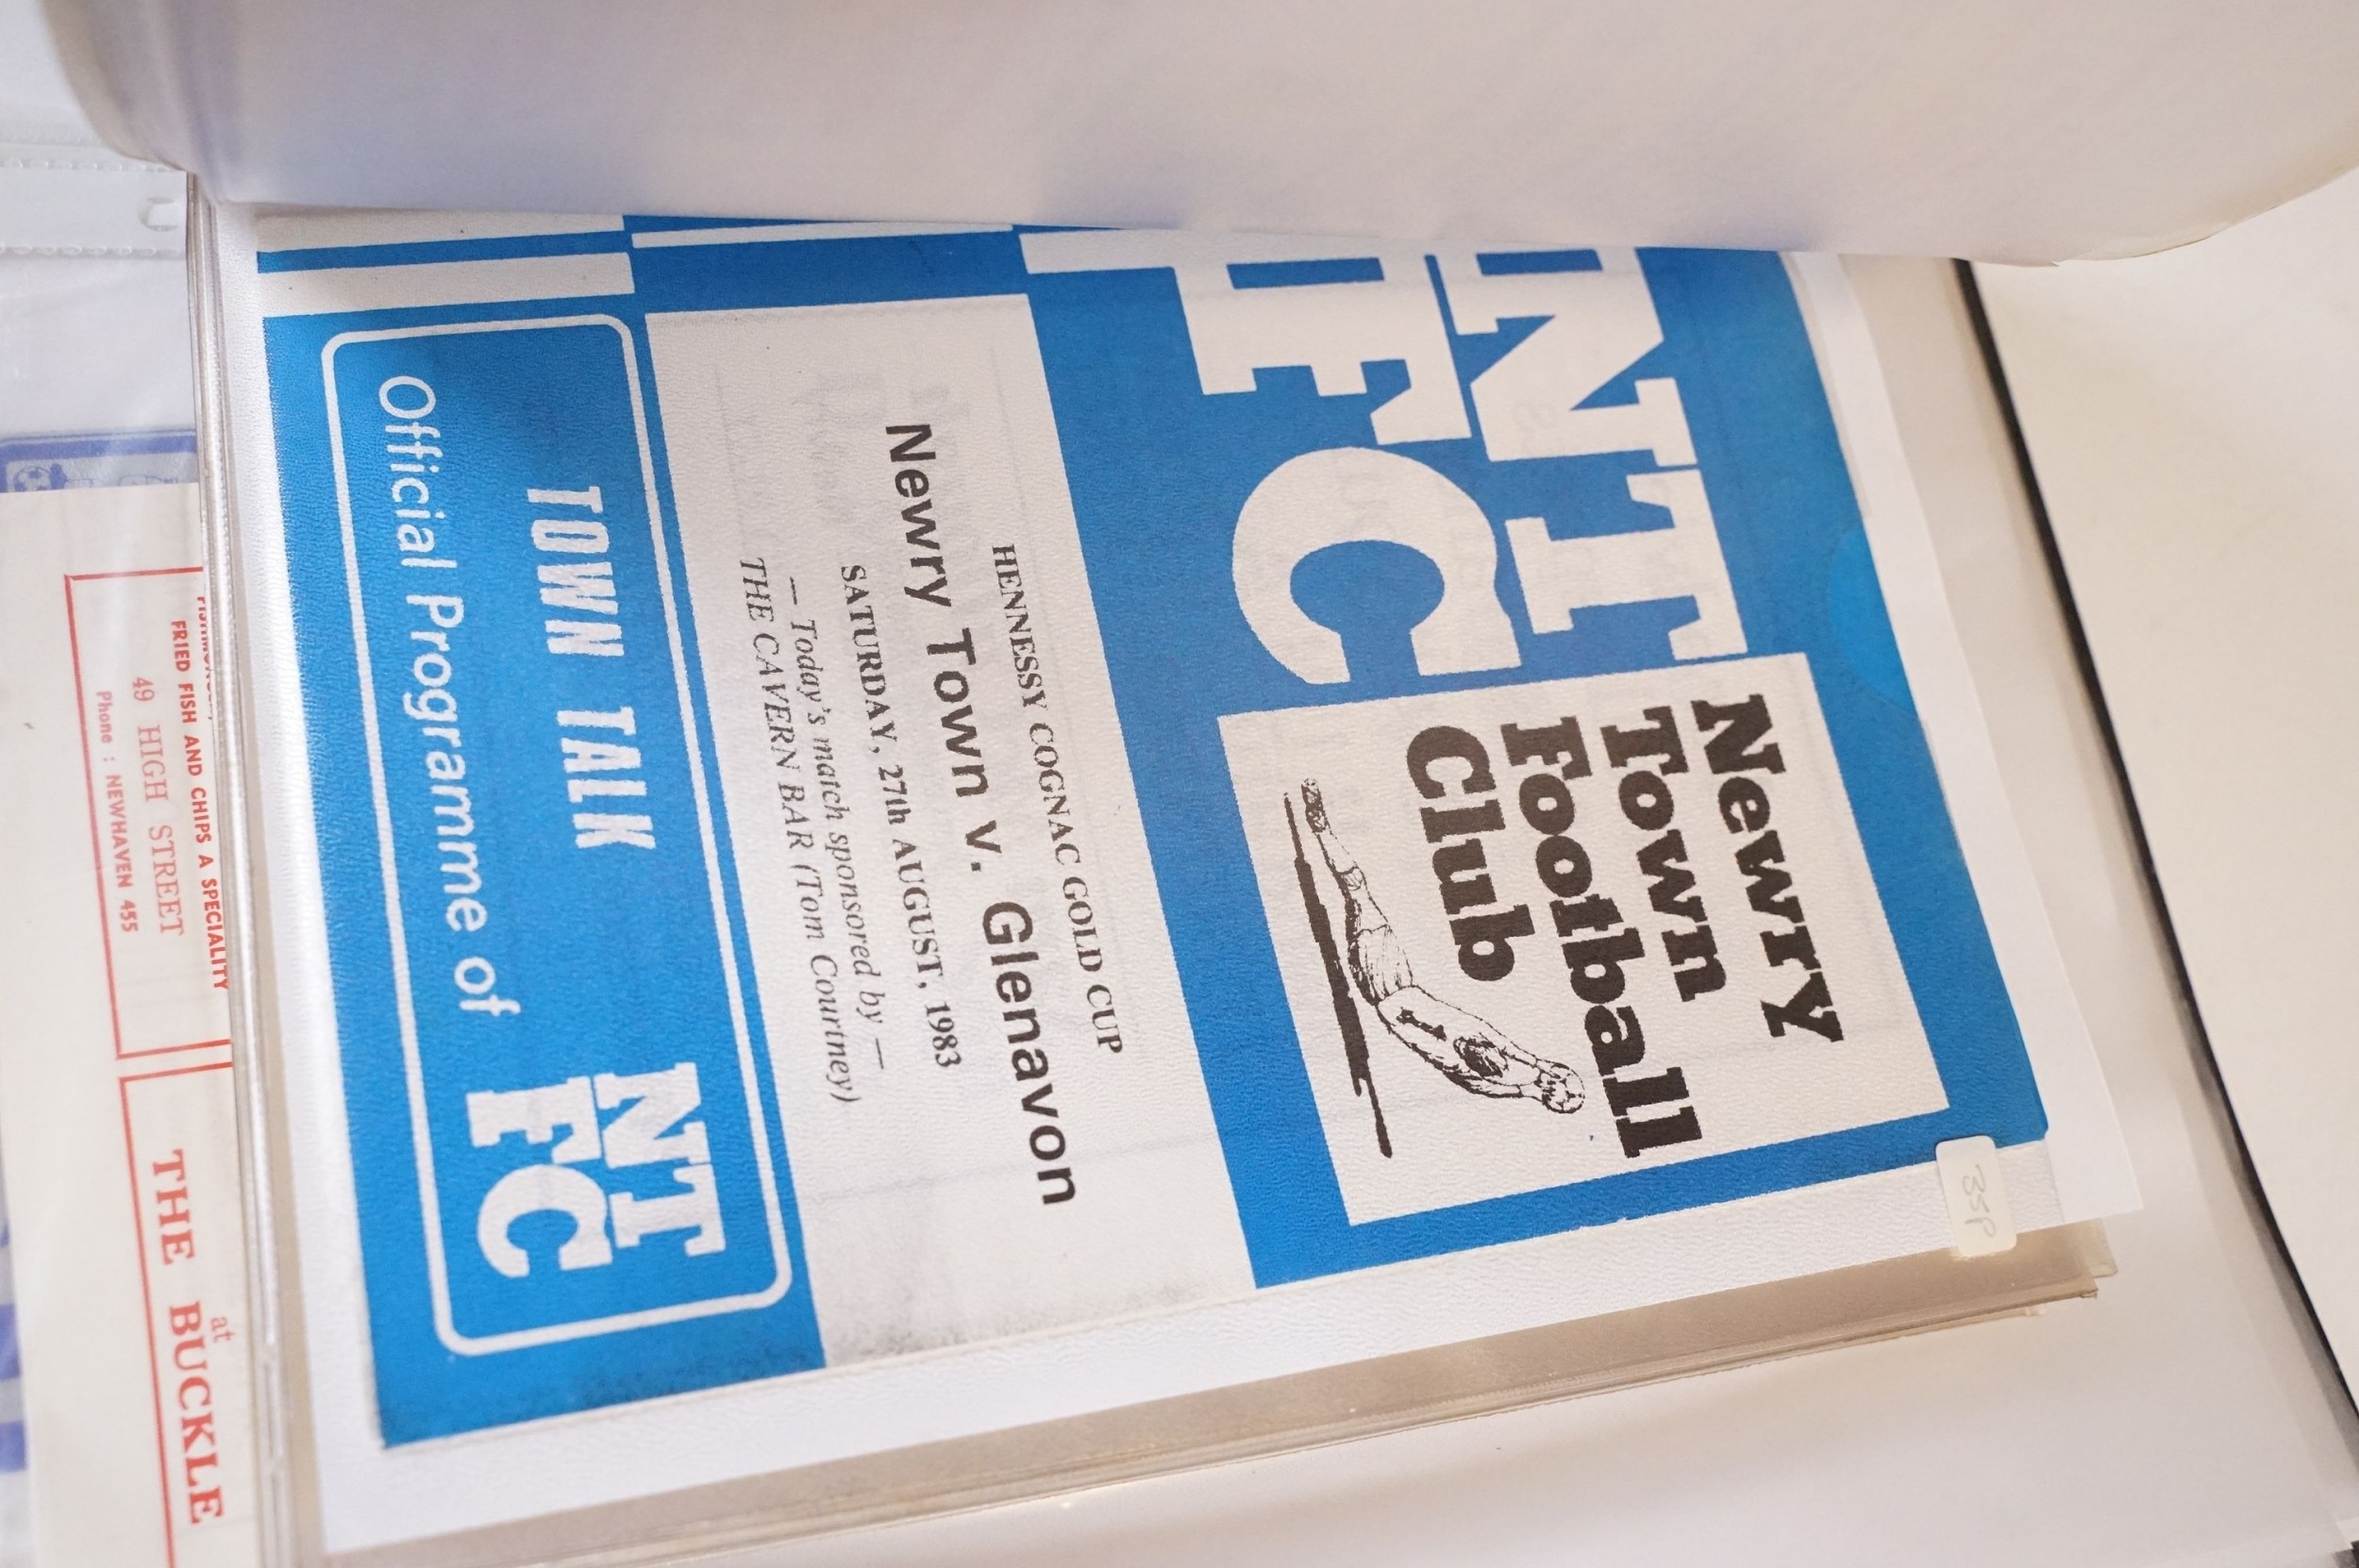 NT
FC
Newry
Town
Football
Club
HENNESSY COGNAC GOLD CUP
Newry Town v. Glenavon
SATURDAY, 27th AUGUST, 1983
— Today's match sponsored by —
THE CAVERN BAR (Tom Courtney)
TOWN TALK
Official Programme of
NT
FC
35p
FRIED FISH AND CHIPS A SPECIALITY
49 HIGH STREET
Phone : NEWHAVEN 455
at
THE BUCKLE